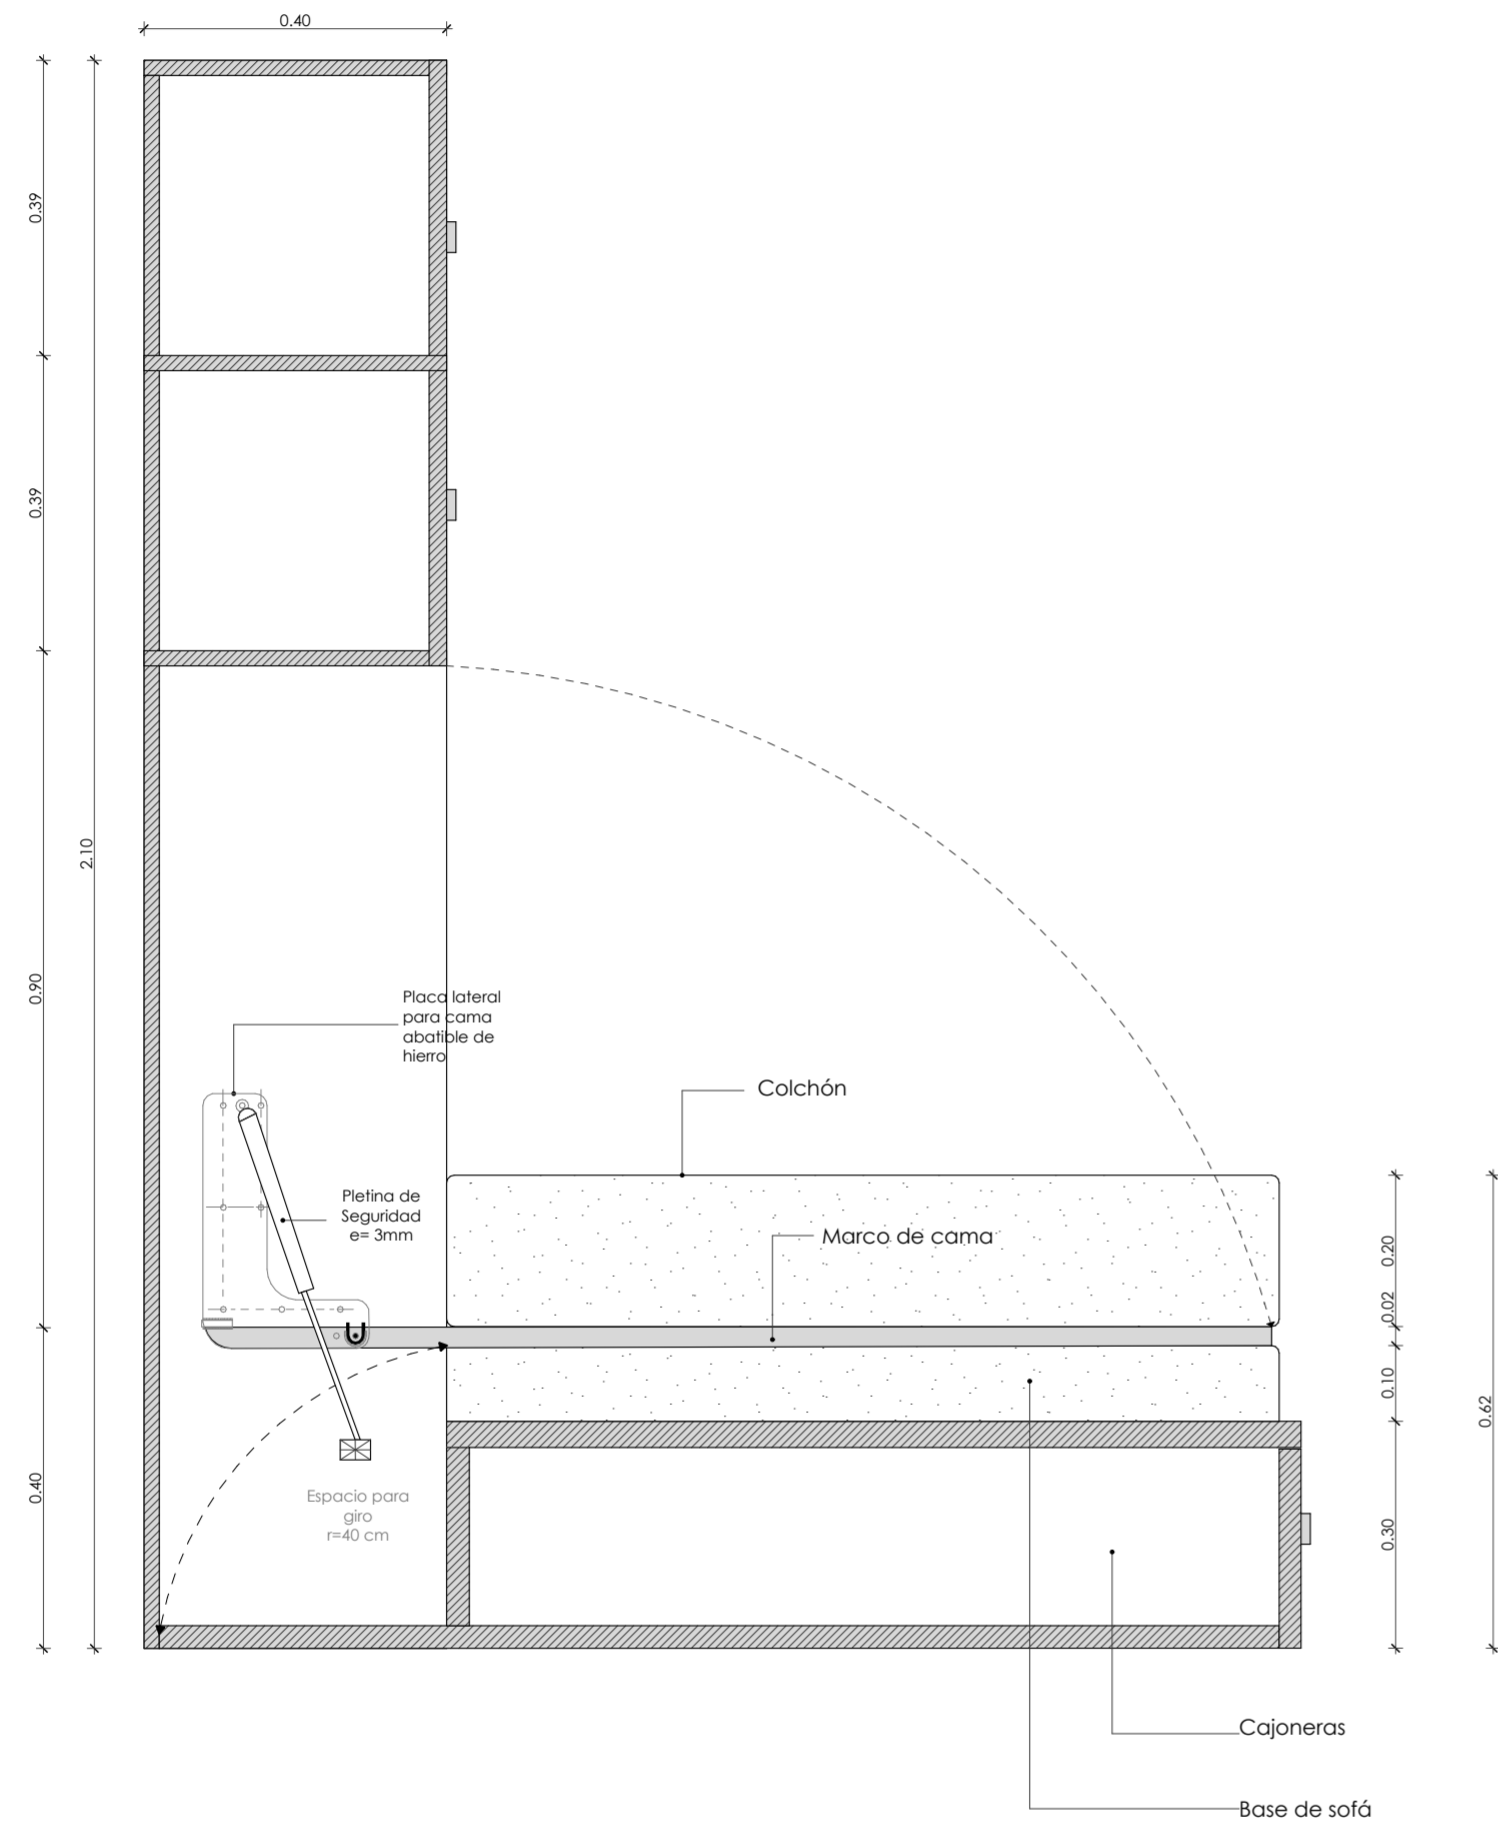 0.40
0.39
0.39
2.10
0.90
Placa lateral
para cama
abatible de
hierro
Colchón
Pletina de
Seguridad
e= 3mm
Marco de cama
0.20
0.02
0.10
0.62
0.40
Espacio para
giro
r=40 cm
0.30
Cajoneras
Base de sofá